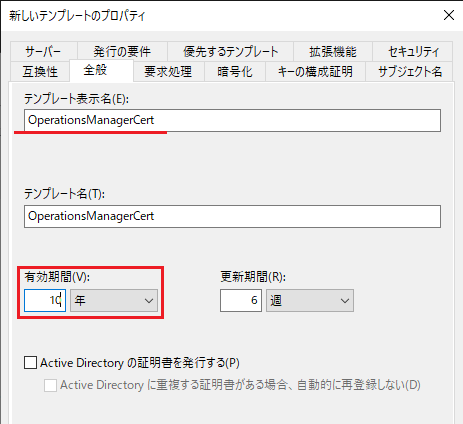 新しいテンプレートのプロパティ
サーバー 発行の要件 優先するテンプレート 拡張機能 セキュリティ
互換性 全般 要求処理 暗号化 キーの構成証明 サブジェクト名
テンプレート表示名(E):
OperationsManagerCert
テンプレート名(T):
OperationsManagerCert
有効期間(V): 更新期間(R):
10 年 6 週
Active Directory の証明書を発行する(P)
Active Directory に重複する証明書がある場合、自動的に再登録しない(D)